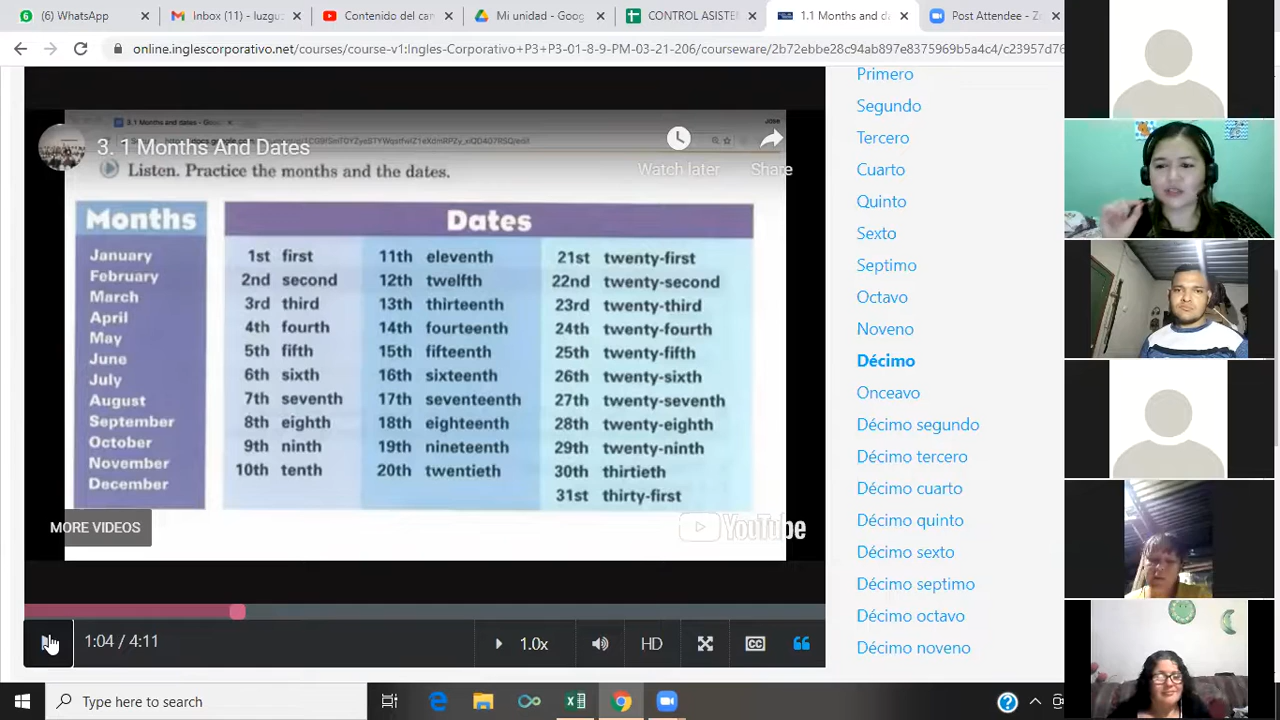 (6) WhatsApp
Inbox (11) - luzgu
Contenido del car
Mi unidad - Goog
CONTROL ASISTE
1.1 Months and d
Post Attendee - Z
online.inglescorporativo.net/courses/course-v1:Ingles-Corporativo+P3+P3-01-8-9-PM-03-21-206/courseware/2b72ebbe28c94ab897e8375969b5a4c4/c23957d76
3. 1 Months And Dates
Watch later
Share
Listen. Practice the months and the dates.
Months
January
February
March
April
May
June
July
August
September
October
November
December
Dates
1st first
2nd second
3rd third
4th fourth
5th fifth
6th sixth
7th seventh
8th eighth
9th ninth
10th tenth
11th eleventh
12th twelfth
13th thirteenth
14th fourteenth
15th fifteenth
16th sixteenth
17th seventeenth
18th eighteenth
19th nineteenth
20th twentieth
21st twenty-first
22nd twenty-second
23rd twenty-third
24th twenty-fourth
25th twenty-fifth
26th twenty-sixth
27th twenty-seventh
28th twenty-eighth
29th twenty-ninth
30th thirtieth
31st thirty-first
MORE VIDEOS
YouTube
1:04 / 4:11
1.0x
HD
CC
Primero
Segundo
Tercero
Cuarto
Quinto
Sexto
Septimo
Octavo
Noveno
Décimo
Onceavo
Décimo segundo
Décimo tercero
Décimo cuarto
Décimo quinto
Décimo sexto
Décimo septimo
Décimo octavo
Décimo noveno
Type here to search